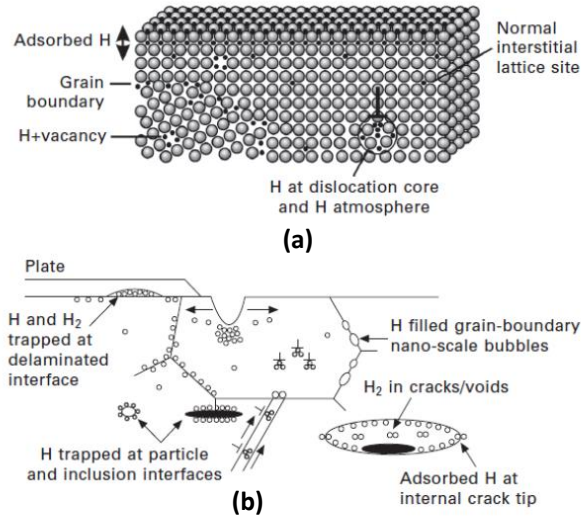 Adsorbed H
Normal
interstitial
lattice site
Grain
boundary
H+vacancy
H at dislocation core
and H atmosphere
(a)
Plate
H and H2
trapped at
delaminated
interface
H filled grain-boundary
nano-scale bubbles
H2 in cracks/voids
H trapped at particle
and inclusion interfaces
Adsorbed H at
internal crack tip
(b)